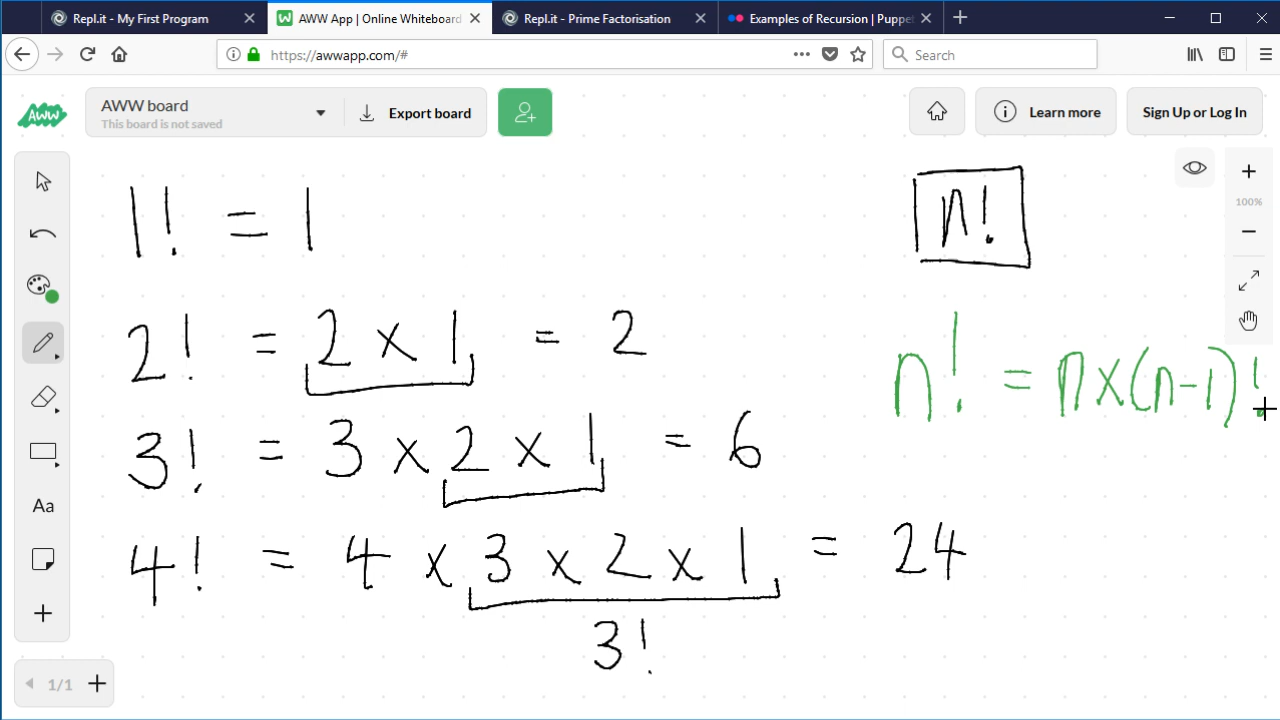 Repl.it - My First Program
AWW App | Online Whiteboard
Repl.it - Prime Factorisation
Examples of Recursion | Puppet
https://awwapp.com/#
Search
AWW
AWW board
This board is not saved
Export board
Learn more
Sign Up or Log In
1! = 1
n!
100%
2! = 2 x 1 = 2
n! = n x (n-1)!
3! = 3 x 2 x 1 = 6
Aa
4! = 4 x 3 x 2 x 1 = 24
3!
1/1